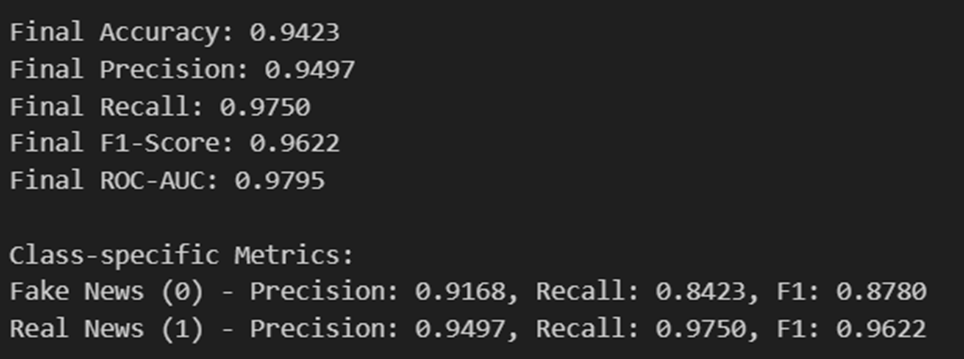 Final Accuracy: 0.9423
Final Precision: 0.9497
Final Recall: 0.9750
Final F1-Score: 0.9622
Final ROC-AUC: 0.9795
Class-specific Metrics:
Fake News (0) - Precision: 0.9168, Recall: 0.8423, F1: 0.8780
Real News (1) - Precision: 0.9497, Recall: 0.9750, F1: 0.9622